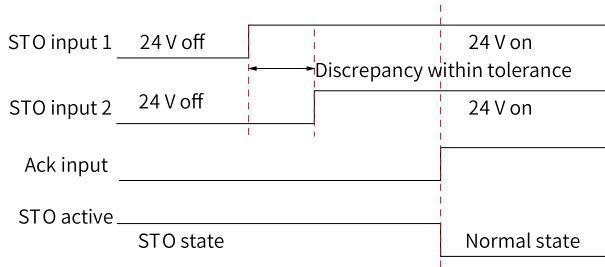 STO input 1 24 V off 24 V on
Discrepancy within tolerance
STO input 2 24 V off 24 V on
Ack input
STO active
STO state Normal state